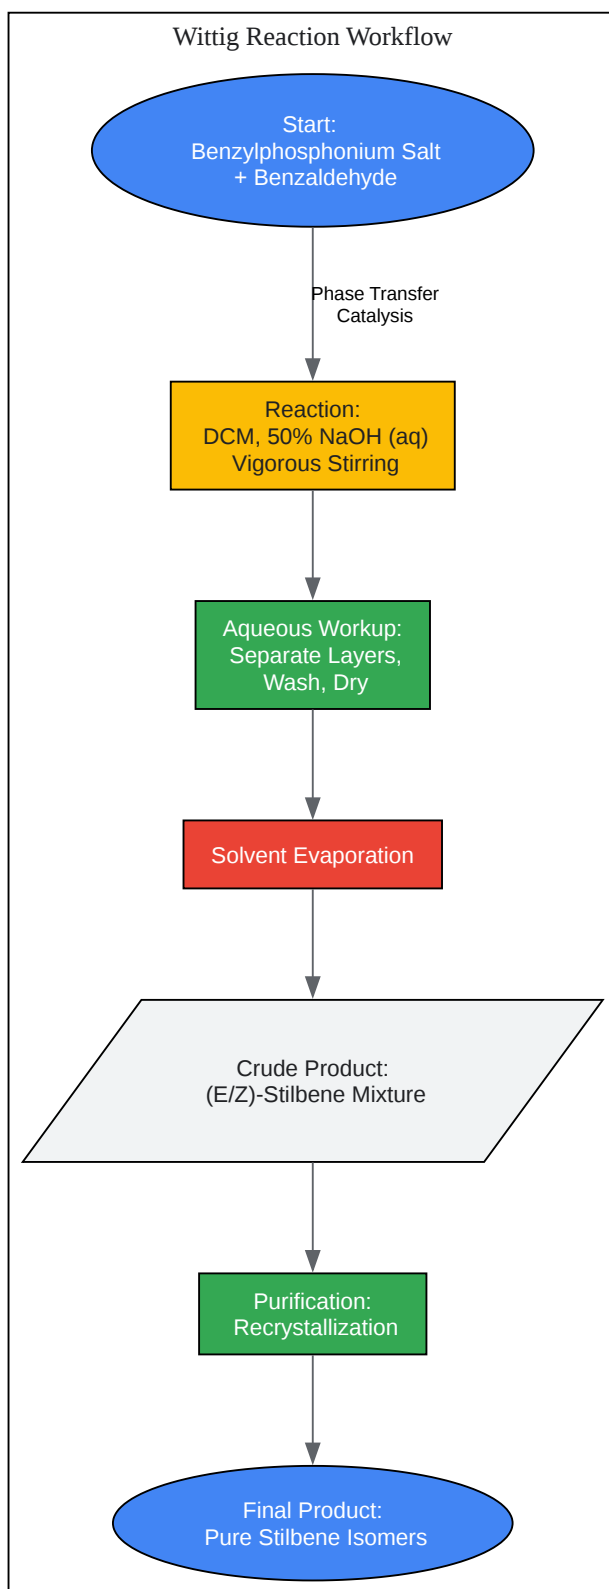 Wittig Reaction Workflow
Start:
Benzylphosphonium Salt
+ Benzaldehyde
Phase Transfer
Catalysis
Reaction:
DCM, 50% NaOH (aq)
Vigorous Stirring
Aqueous Workup:
Separate Layers,
Wash, Dry
Solvent Evaporation
Crude Product:
(E/Z)-Stilbene Mixture
Purification:
Recrystallization
Final Product:
Pure Stilbene Isomers